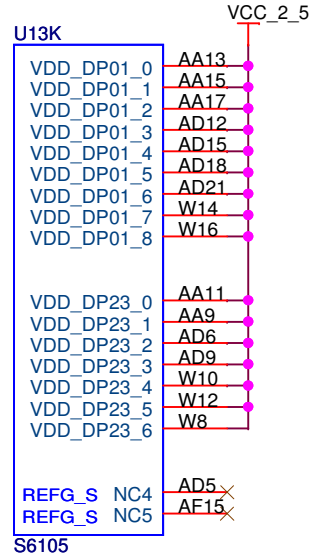 VCC_2_5
U13K
VDD_DP01_0 AA13
VDD_DP01_1 AA15
VDD_DP01_2 AA17
VDD_DP01_3 AD12
VDD_DP01_4 AD15
VDD_DP01_5 AD18
VDD_DP01_6 AD21
VDD_DP01_7 W14
VDD_DP01_8 W16
VDD_DP23_0 AA11
VDD_DP23_1 AA9
VDD_DP23_2 AD6
VDD_DP23_3 AD9
VDD_DP23_4 W10
VDD_DP23_5 W12
VDD_DP23_6 W8
REFG_S NC4 AD5
REFG_S NC5 AF15
S6105